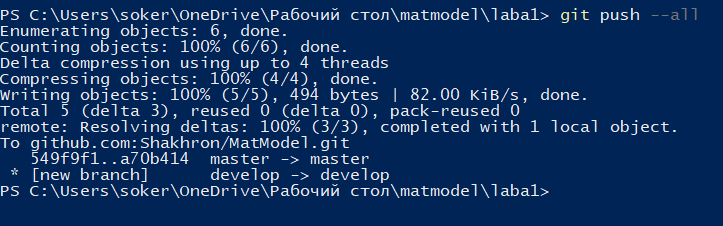 PS C:\Users\soker\OneDrive\Рабочий стол\matmodel\laba1> git push --all
Enumerating objects: 6, done.
Counting objects: 100% (6/6), done.
Delta compression using up to 4 threads
Compressing objects: 100% (4/4), done.
Writing objects: 100% (5/5), 494 bytes | 82.00 KiB/s, done.
Total 5 (delta 3), reused 0 (delta 0), pack-reused 0
remote: Resolving deltas: 100% (3/3), completed with 1 local object.
To github.com:Shakhron/MatModel.git
   549f9f1..a70b414  master -> master
 * [new branch]      develop -> develop
PS C:\Users\soker\OneDrive\Рабочий стол\matmodel\laba1>